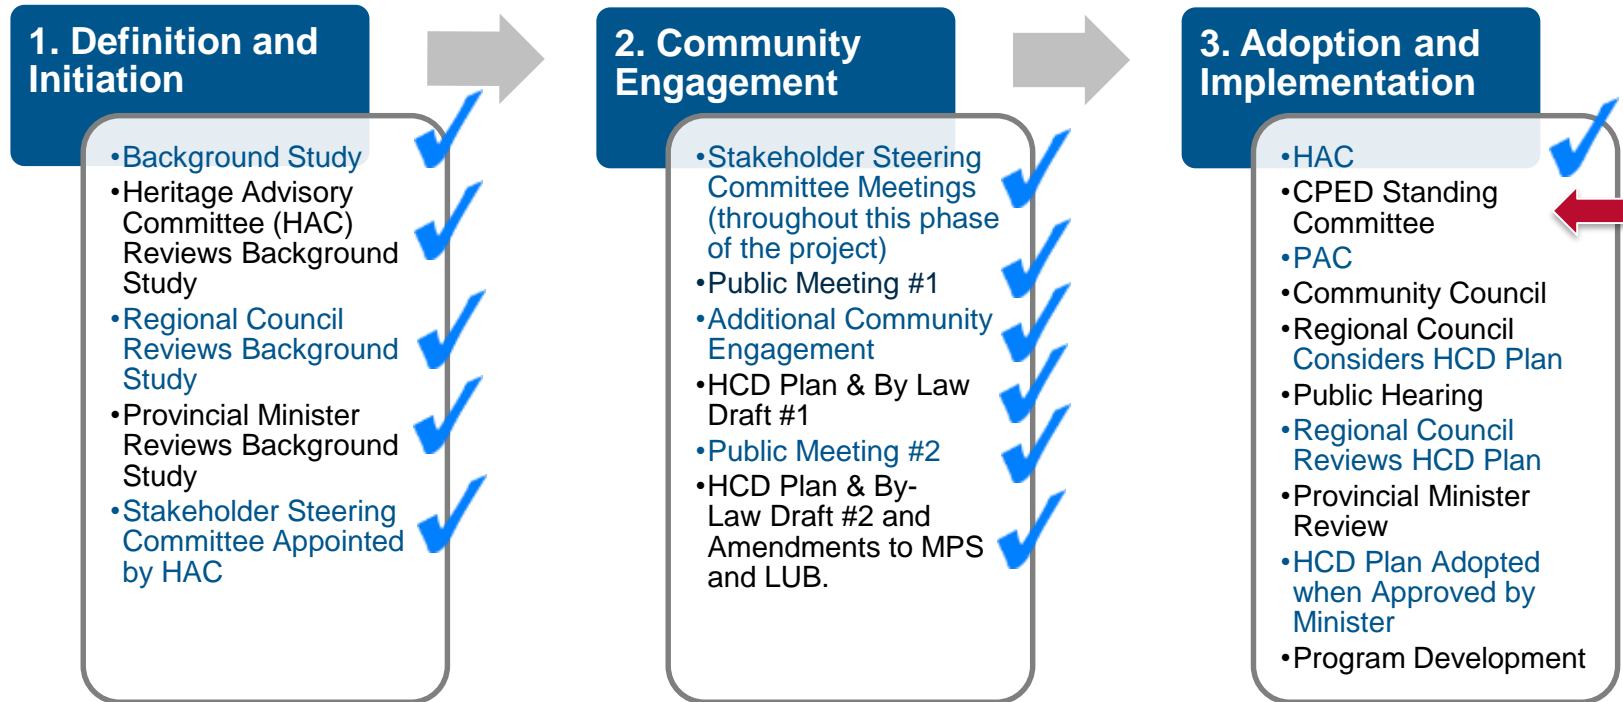 1. Definition and
Initiation
•Background Study
•Heritage Advisory
Committee (HAC)
Reviews Background
Study
•Regional Council
Reviews Background
Study
•Provincial Minister
Reviews Background
Study
•Stakeholder Steering
Committee Appointed
by HAC
2. Community
Engagement
•Stakeholder Steering
Committee Meetings
(throughout this phase
of the project)
•Public Meeting #1
•Additional Community
Engagement
•HCD Plan & By Law
Draft #1
•Public Meeting #2
•HCD Plan & By-
Law Draft #2 and
Amendments to MPS
and LUB.
3. Adoption and
Implementation
•HAC
•CPED Standing
Committee
•PAC
•Community Council
•Regional Council
Considers HCD Plan
•Public Hearing
•Regional Council
Reviews HCD Plan
•Provincial Minister
Review
•HCD Plan Adopted
when Approved by
Minister
•Program Development